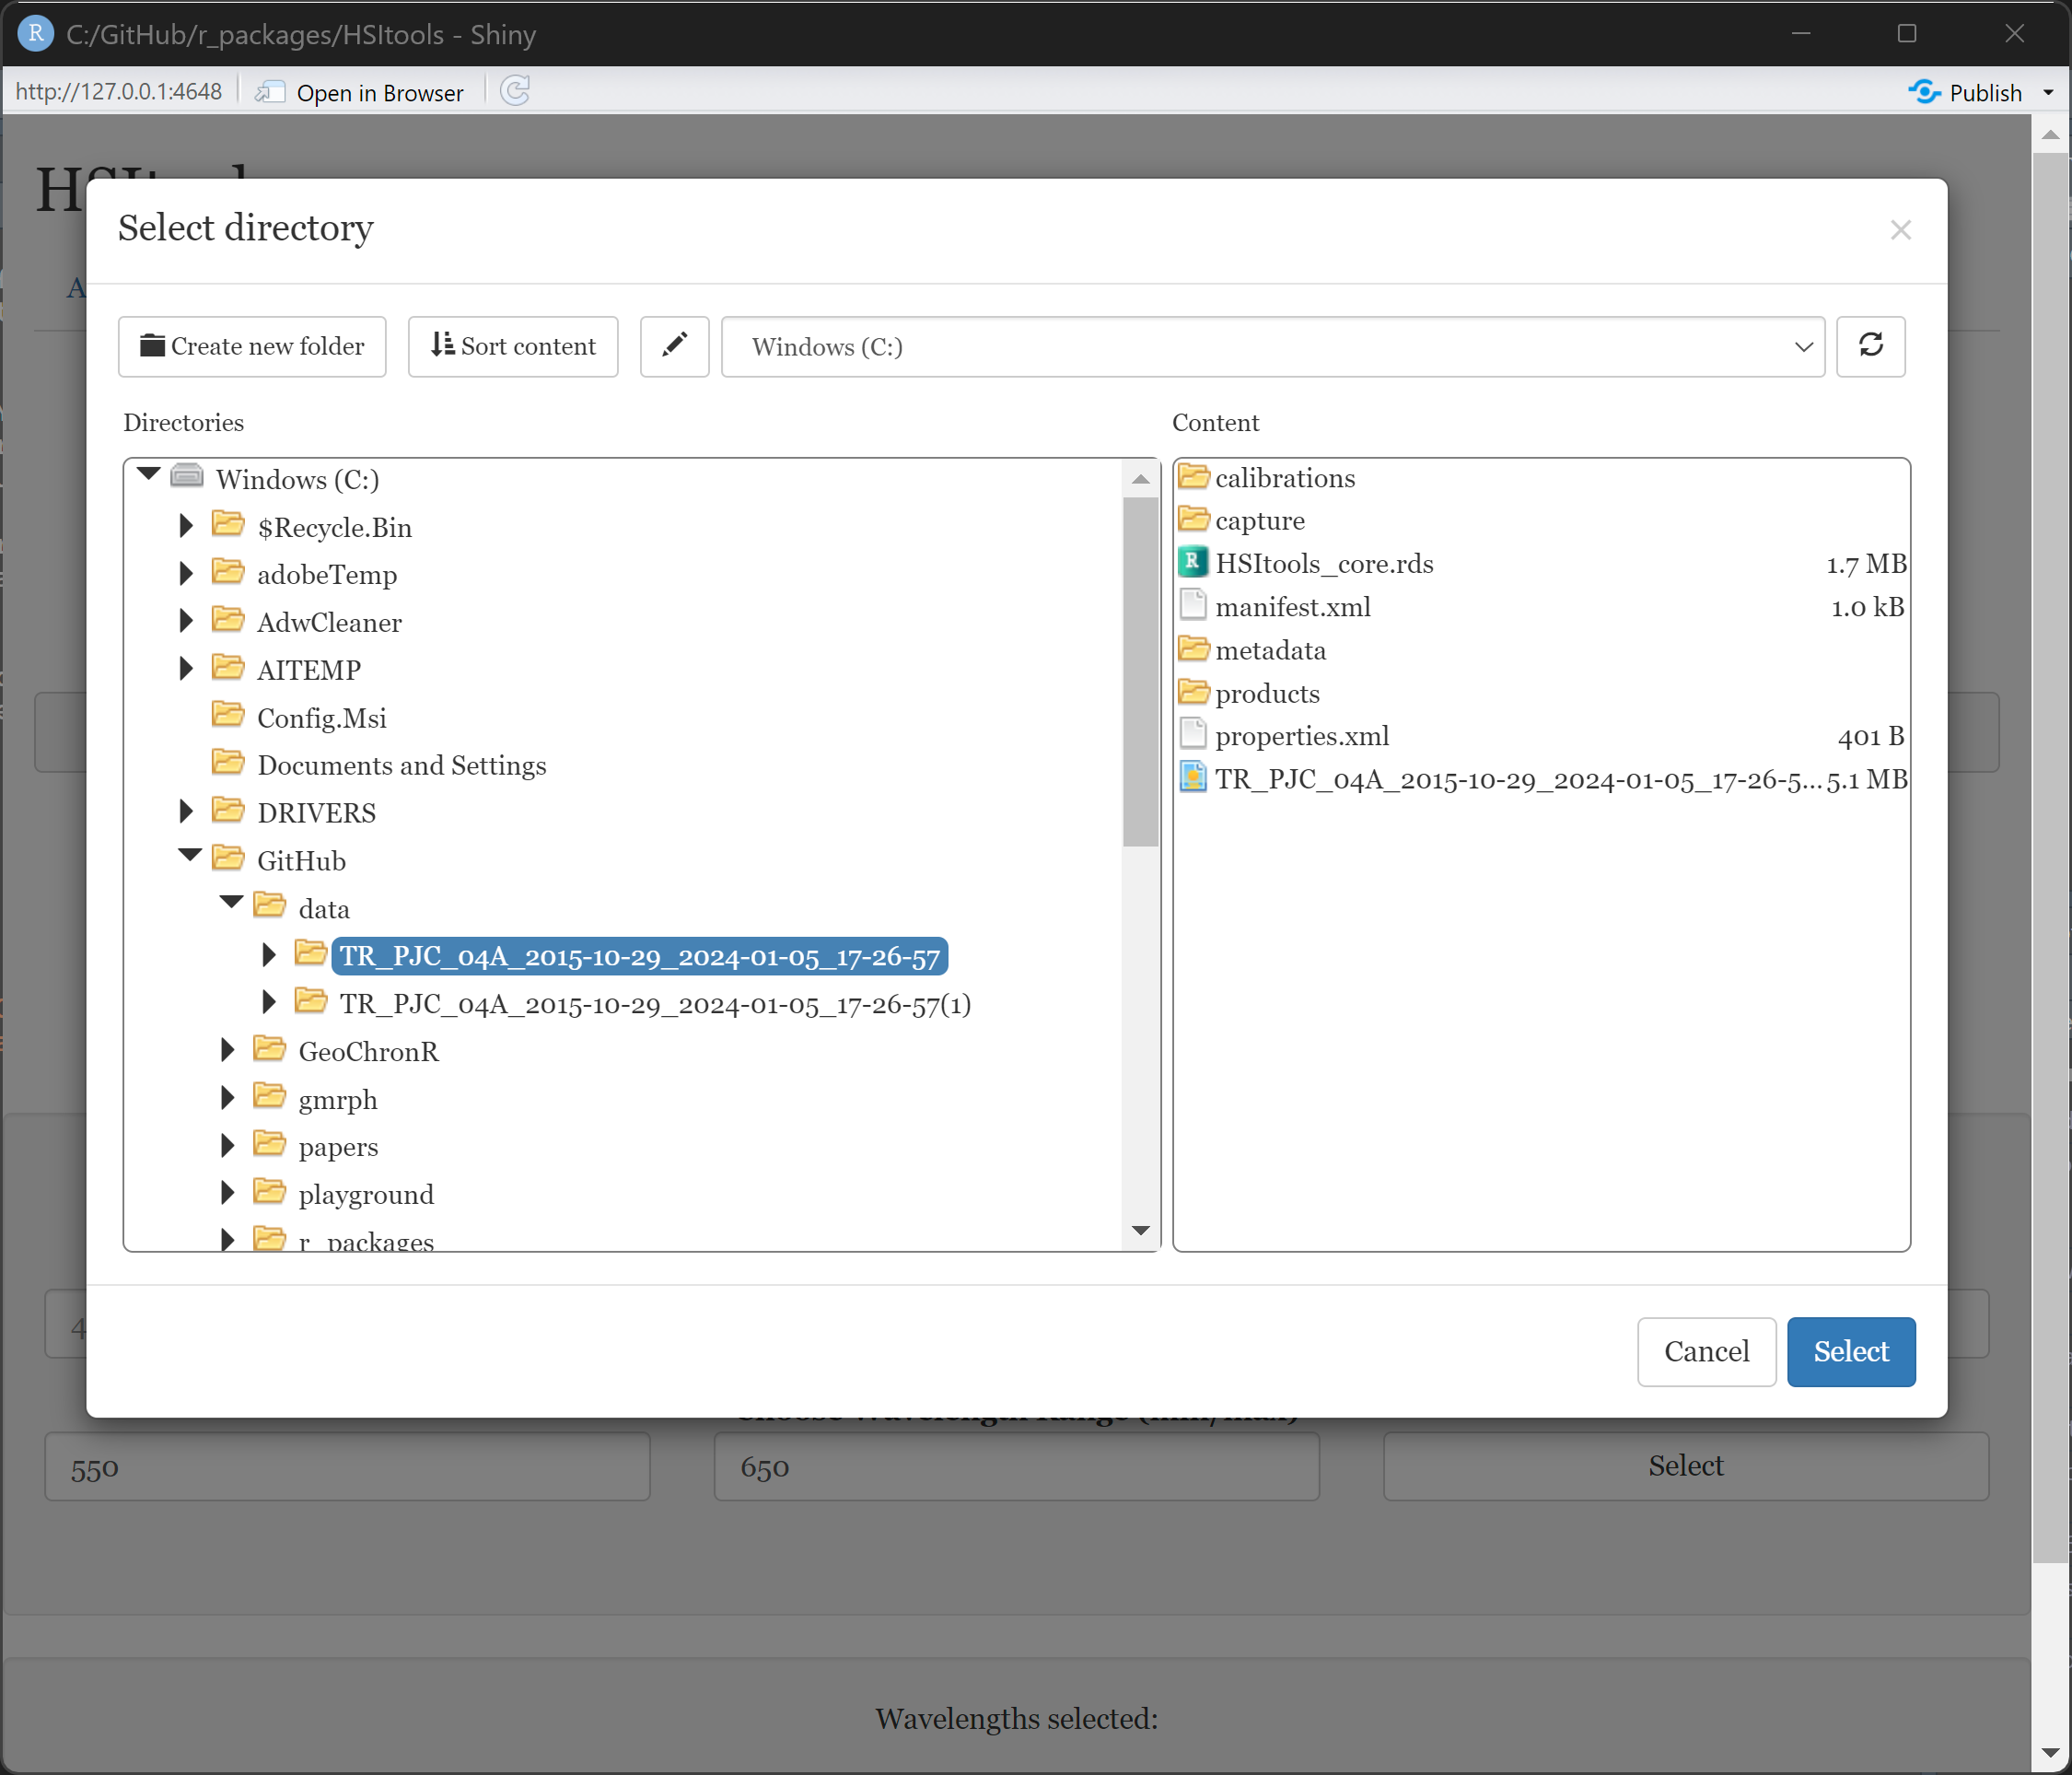 R C:/GitHub/r_packages/HSItools - Shiny
http://127.0.0.1:4648 Open in Browser Publish
Select directory ×
Create new folder Sort content Windows (C:)
Directories Content
Windows (C:)
$Recycle.Bin
adobeTemp
AdwCleaner
AITEMP
Config.Msi
Documents and Settings
DRIVERS
GitHub
data
TR_PJC_04A_2015-10-29_2024-01-05_17-26-57
TR_PJC_04A_2015-10-29_2024-01-05_17-26-57(1)
GeoChronR
gmrph
papers
playground
r_packages
calibrations
capture
HSItools_core.rds 1.7 MB
manifest.xml 1.0 kB
metadata
products
properties.xml 401 B
TR_PJC_04A_2015-10-29_2024-01-05_17-26-5... 5.1 MB
Cancel Select
550 650 Select
Wavelengths selected: